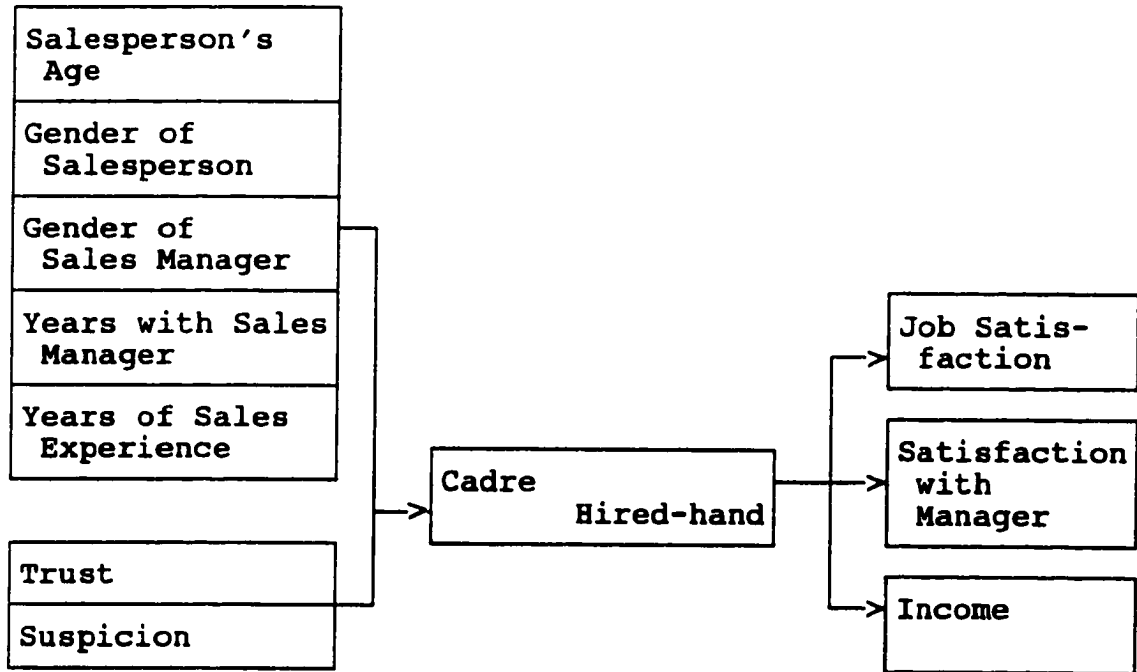 Salesperson's
Age
Gender of
Salesperson
Gender of
Sales Manager
Years with Sales
Manager
Years of Sales
Experience
Trust
Suspicion
Cadre
Hired-hand
Job Satis-
faction
Satisfaction
with
Manager
Income